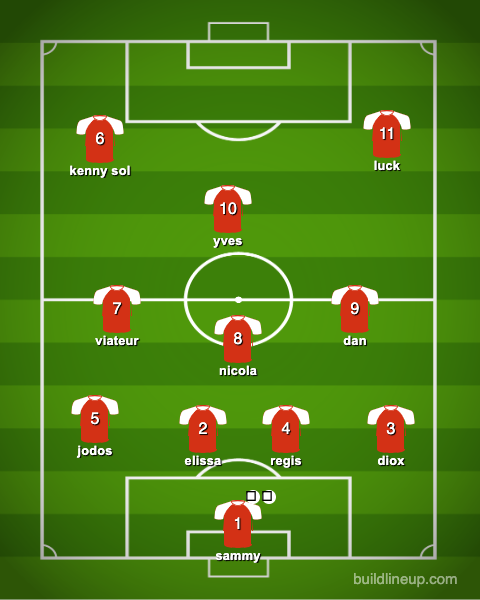 6
kenny sol
11
luck
10
yves
7
viateur
9
dan
8
nicola
5
jodos
2
elissa
4
regis
3
diox
1
sammy
buildlineup.com